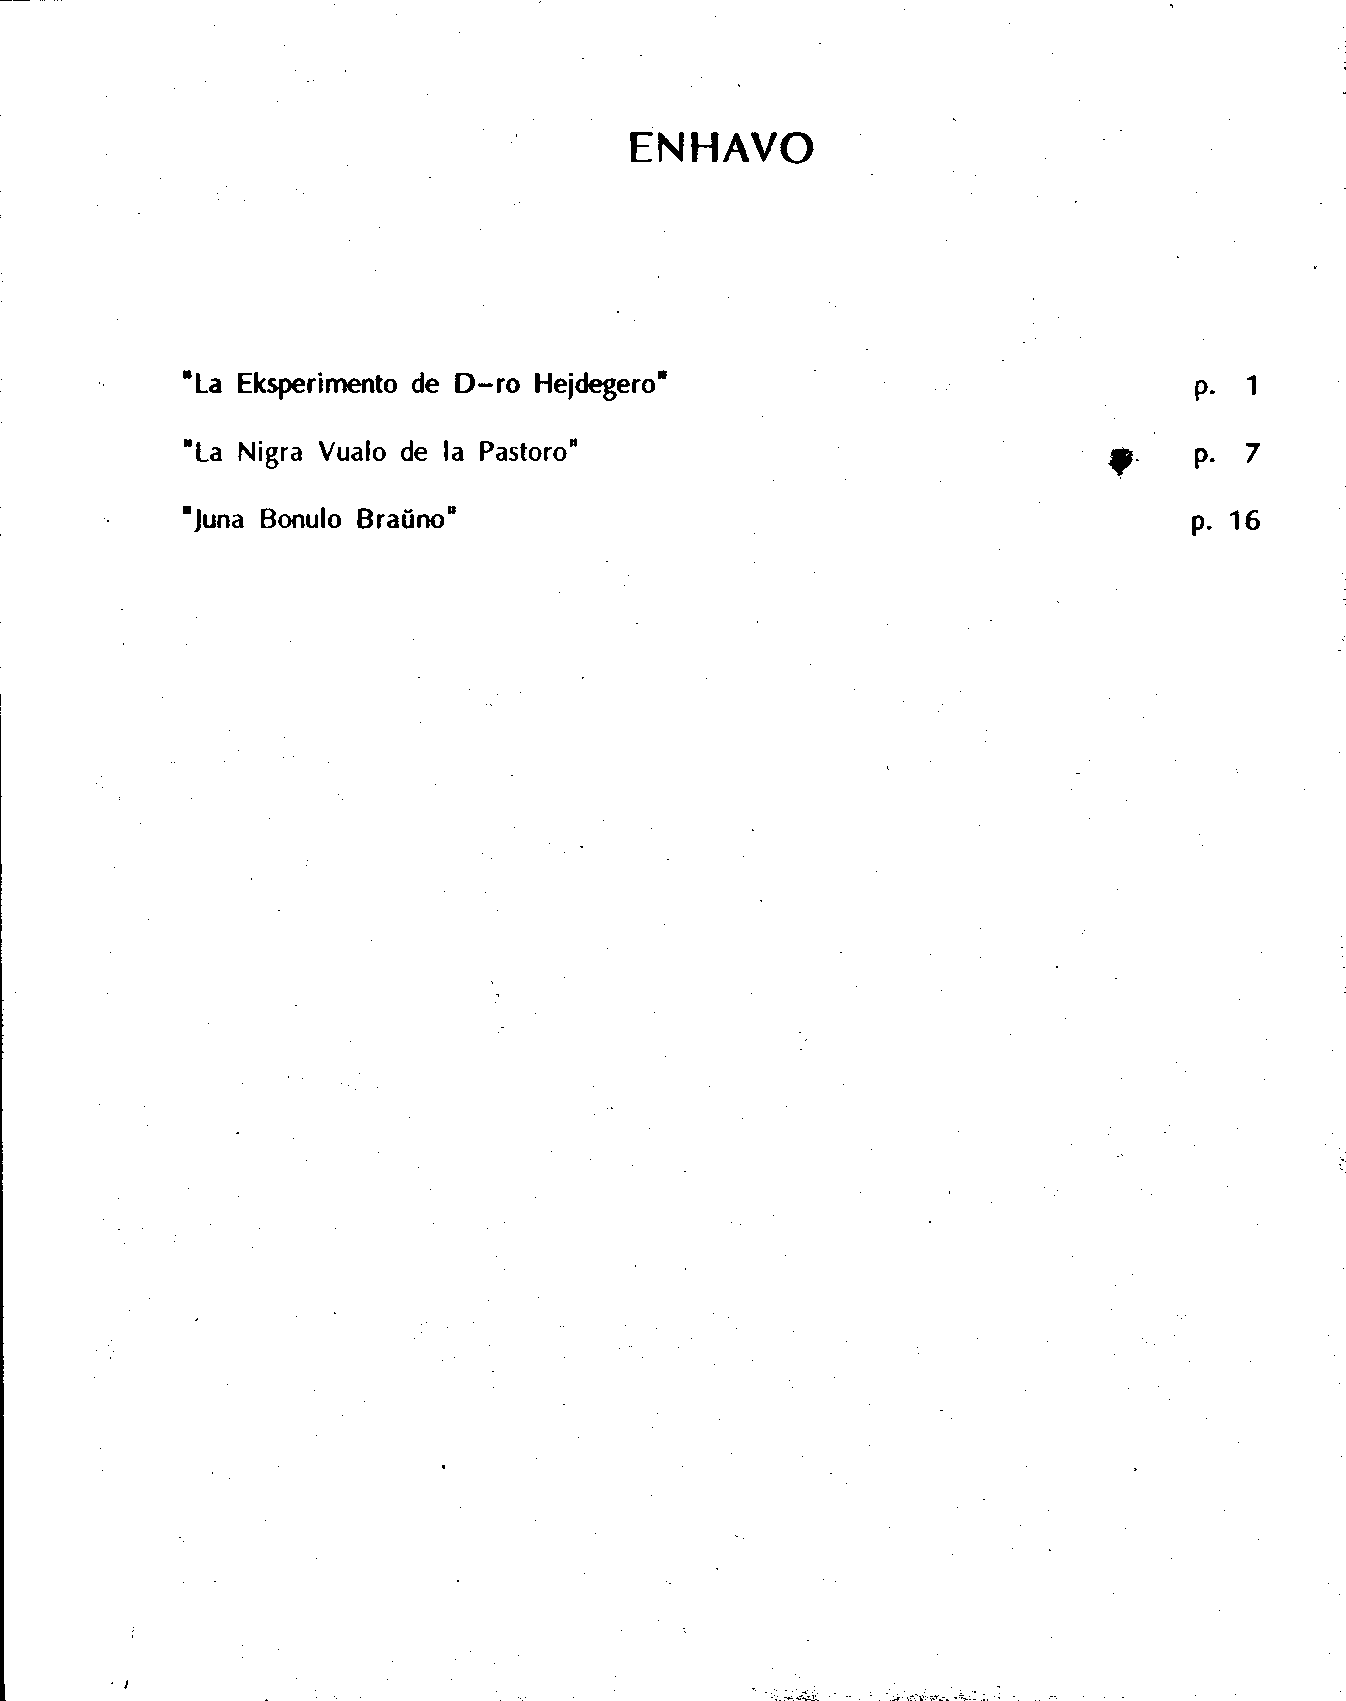 ENHAVO
"La Eksperimento de D-ro Hejdegero" p. 1
"La Nigra Vualo de la Pastoro" p. 7
"Juna Bonulo Braŭno" p. 16